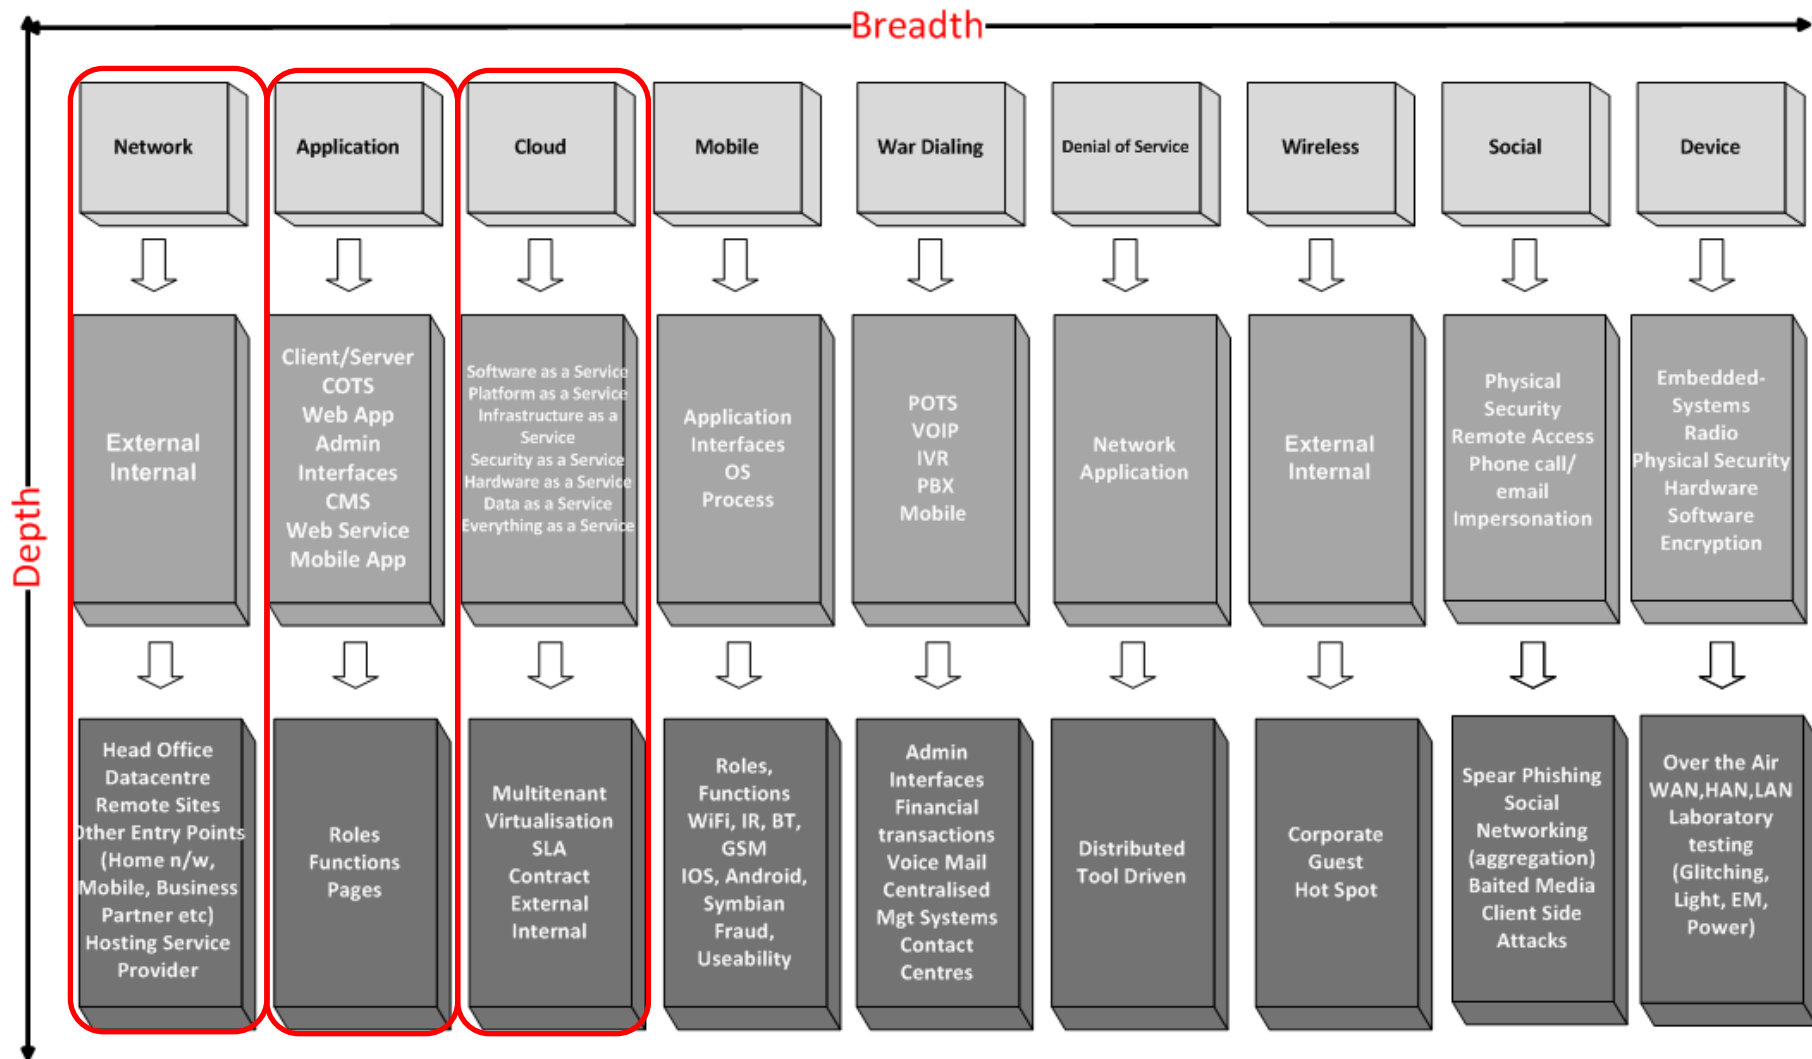 Breadth
Depth
Network
Application
Cloud
Mobile
War Dialing
Denial of Service
Wireless
Social
Device
External
Internal
Client/Server
COTS
Web App
Admin
Interfaces
CMS
Web Service
Mobile App
Software as a Service
Platform as a Service
Infrastructure as a
Service
Security as a Service
Hardware as a Service
Data as a Service
Everything as a Service
Application
Interfaces
OS
Process
POTS
VOIP
IVR
PBX
Mobile
Network
Application
External
Internal
Physical
Security
Remote Access
Phone call/
email
Impersonation
Embedded-
Systems
Radio
Physical Security
Hardware
Software
Encryption
Head Office
Datacentre
Remote Sites
Other Entry Points
(Home n/w,
Mobile, Business
Partner etc)
Hosting Service
Provider
Roles
Functions
Pages
Multitenant
Virtualisation
SLA
Contract
External
Internal
Roles,
Functions
WiFi, IR, BT,
GSM
IOS, Android,
Symbian
Fraud,
Useability
Admin
Interfaces
Financial
transactions
Voice Mail
Centralised
Mgt Systems
Contact
Centres
Distributed
Tool Driven
Corporate
Guest
Hot Spot
Spear Phishing
Social
Networking
(aggregation)
Baited Media
Client Side
Attacks
Over the Air
WAN,HAN,LAN
Laboratory
testing
(Glitching,
Light, EM,
Power)